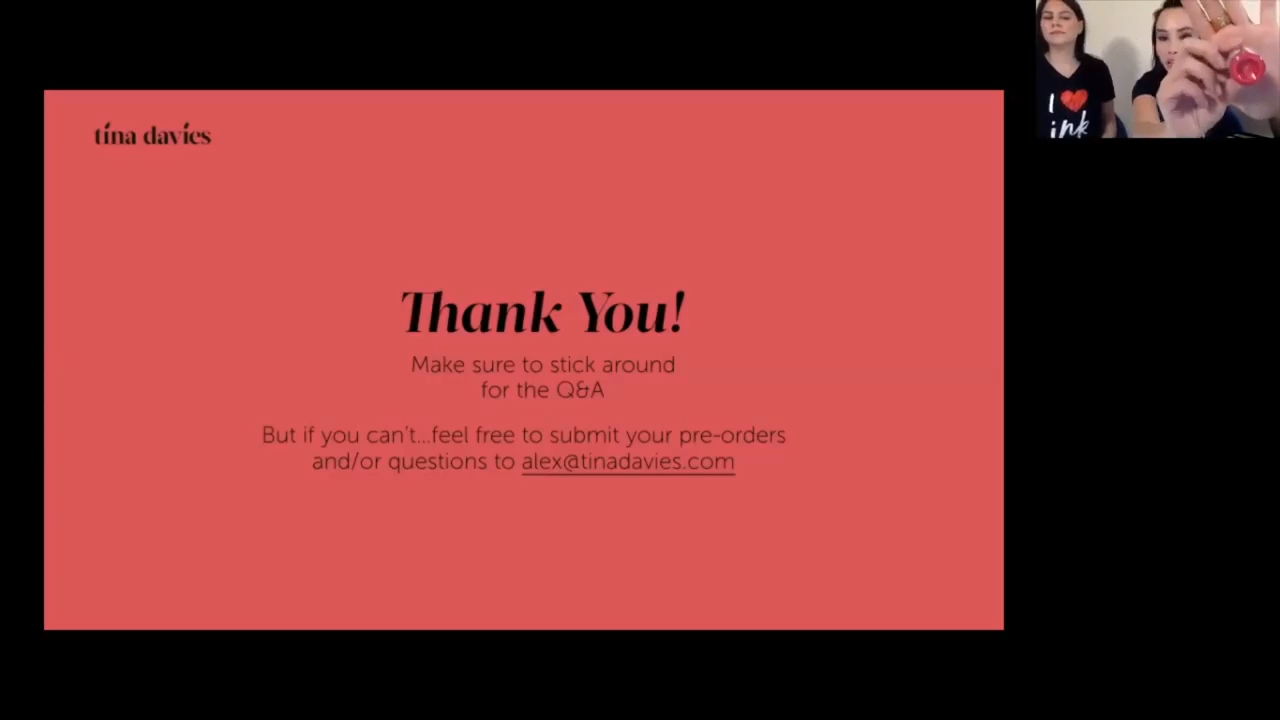 tina davies
Thank You!
Make sure to stick around
for the Q&A
But if you can't...feel free to submit your pre-orders
and/or questions to alex@tinadavies.com
I
ink